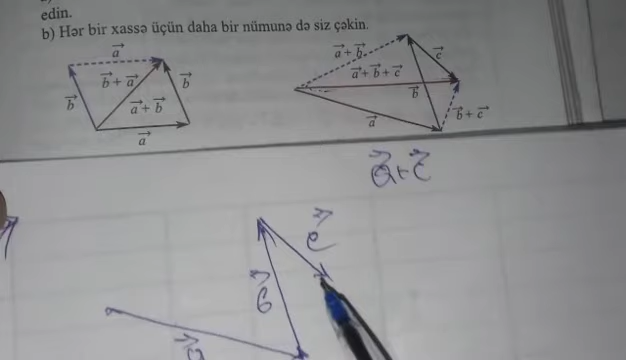 edin.
b) Hər bir xassə üçün daha bir nümunə də siz çəkin.
a⃗
b⃗ + a⃗
b⃗
b⃗
a⃗ + b⃗
a⃗
a⃗ + b⃗
c⃗
a⃗ + b⃗ + c⃗
b⃗
a⃗
b⃗ + c⃗
c⃗
b⃗
a⃗